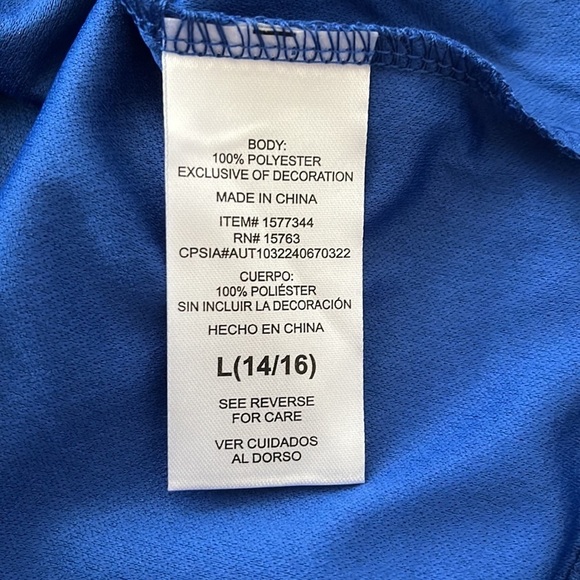 BODY:
100% POLYESTER
EXCLUSIVE OF DECORATION
MADE IN CHINA
ITEM# 1577344
RN# 15763
CPSIA#AUT1032240670322
CUERPO:
100% POLIÉSTER
SIN INCLUIR LA DECORACIÓN
HECHO EN CHINA
L(14/16)
SEE REVERSE
FOR CARE
VER CUIDADOS
AL DORSO